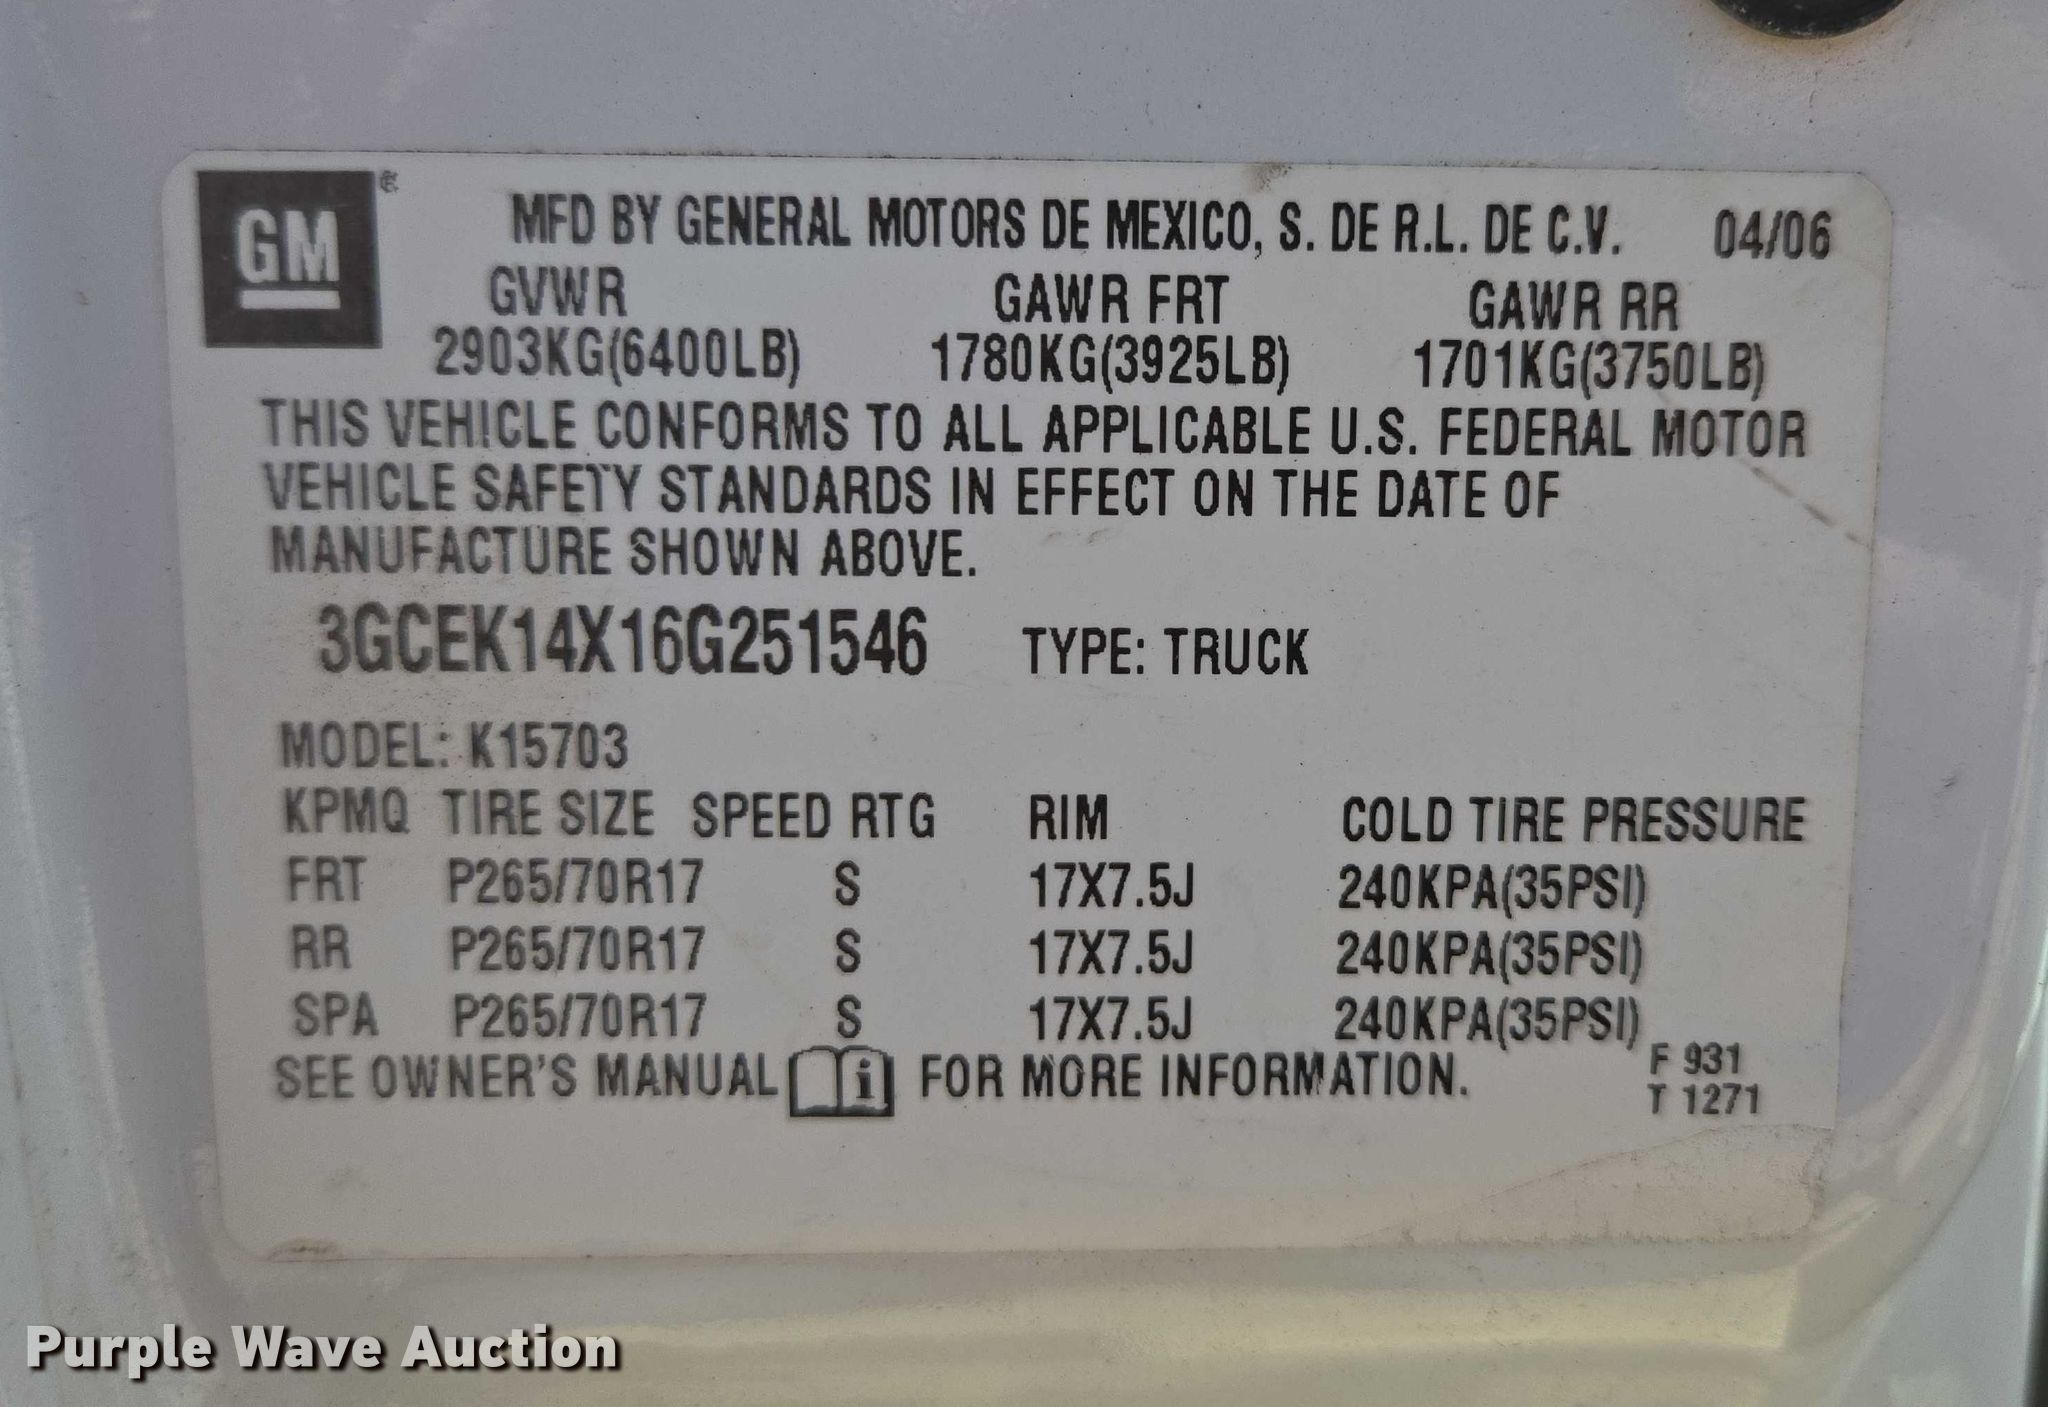 GM
MFD BY GENERAL MOTORS DE MEXICO, S. DE R.L. DE C.V. 04/06
GVWR GAWR FRT GAWR RR
2903KG(6400LB) 1780KG(3925LB) 1701KG(3750LB)
THIS VEHICLE CONFORMS TO ALL APPLICABLE U.S. FEDERAL MOTOR
VEHICLE SAFETY STANDARDS IN EFFECT ON THE DATE OF
MANUFACTURE SHOWN ABOVE.
3GCEK14X16G251546 TYPE: TRUCK
MODEL: K15703
KPMQ TIRE SIZE SPEED RTG RIM COLD TIRE PRESSURE
FRT P265/70R17 S 17X7.5J 240KPA(35PSI)
RR P265/70R17 S 17X7.5J 240KPA(35PSI)
SPA P265/70R17 S 17X7.5J 240KPA(35PSI)
SEE OWNER'S MANUAL i FOR MORE INFORMATION.
F 931
T 1271
Purple Wave Auction